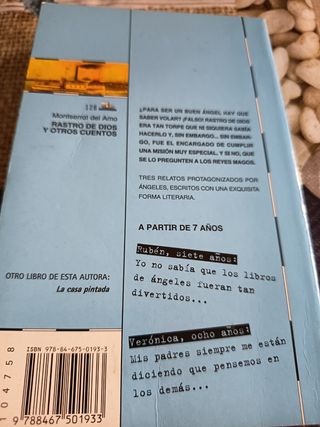 128
Montserrat del Amo
RASTRO DE DIOS
Y OTROS CUENTOS
¿PARA SER UN BUEN ÁNGEL HAY QUE
SABER VOLAR? ¡FALSO! RASTRO DE DIOS
ERA TAN TORPE QUE NI SIQUIERA SABÍA
HACERLO Y, SIN EMBARGO... SIN EMBAR-
GO, FUE EL ENCARGADO DE CUMPLIR
UNA MISIÓN MUY ESPECIAL. Y SI NO, QUE
SE LO PREGUNTEN A LOS REYES MAGOS.
TRES RELATOS PROTAGONIZADOS POR
ÁNGELES, ESCRITOS CON UNA EXQUISITA
FORMA LITERARIA.
A PARTIR DE 7 AÑOS
Rubén, siete años:
Yo no sabía que los libros
de ángeles fueran tan
divertidos...
Verónica, ocho años:
Mis padres siempre me están
diciendo que pensemos en
los demás...
OTRO LIBRO DE ESTA AUTORA:
La casa pintada
ISBN 978-84-675-0193-3
9 788467 501933
104758